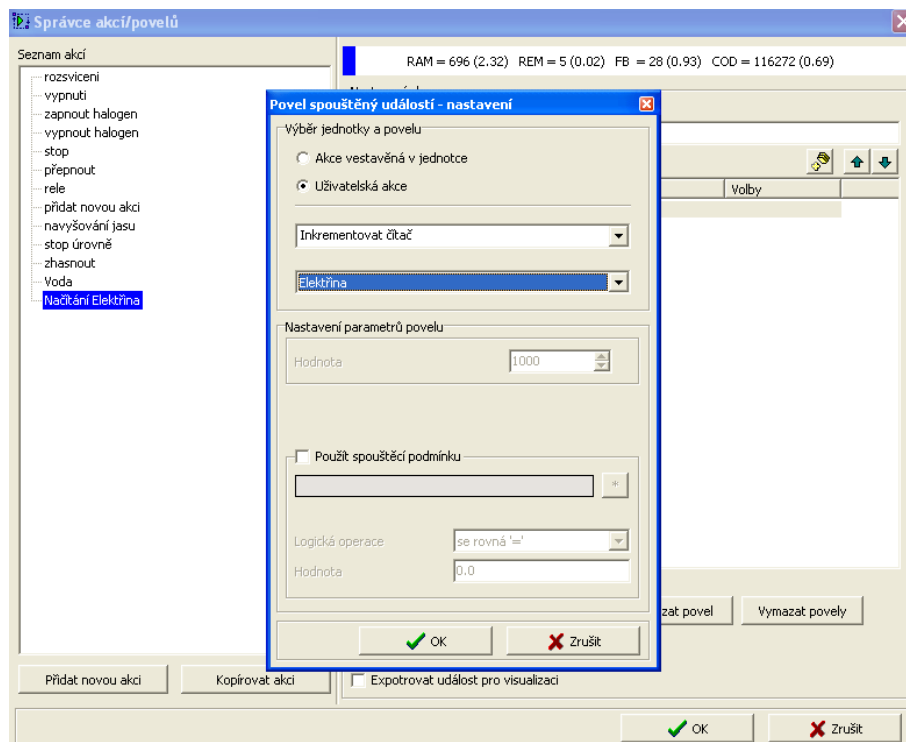 Správce akcí/povelů
Seznam akcí
rozsviceni
vypnuti
zapnout halogen
vypnout halogen
stop
přepnout
rele
přidat novou akci
navyšování jasu
stop úrovně
zhasnout
Voda
Načítání Elektřina
Přidat novou akci
Kopírovat akci
RAM = 696 (2.32) REM = 5 (0.02) FB = 28 (0.93) COD = 116272 (0.69)
Volby
Povel spouštěný událostí - nastavení
Výběr jednotky a povelu
Akce vestavěná v jednotce
Uživatelská akce
Inkrementovat čítač
Elektřina
Nastavení parametrů povelu
Hodnota 1000
Použít spouštěcí podmínku
*
Logická operace se rovná '='
Hodnota 0.0
OK Zrušit
zat povel Vymazat povely
Expotrovat událost pro visualizaci
OK Zrušit